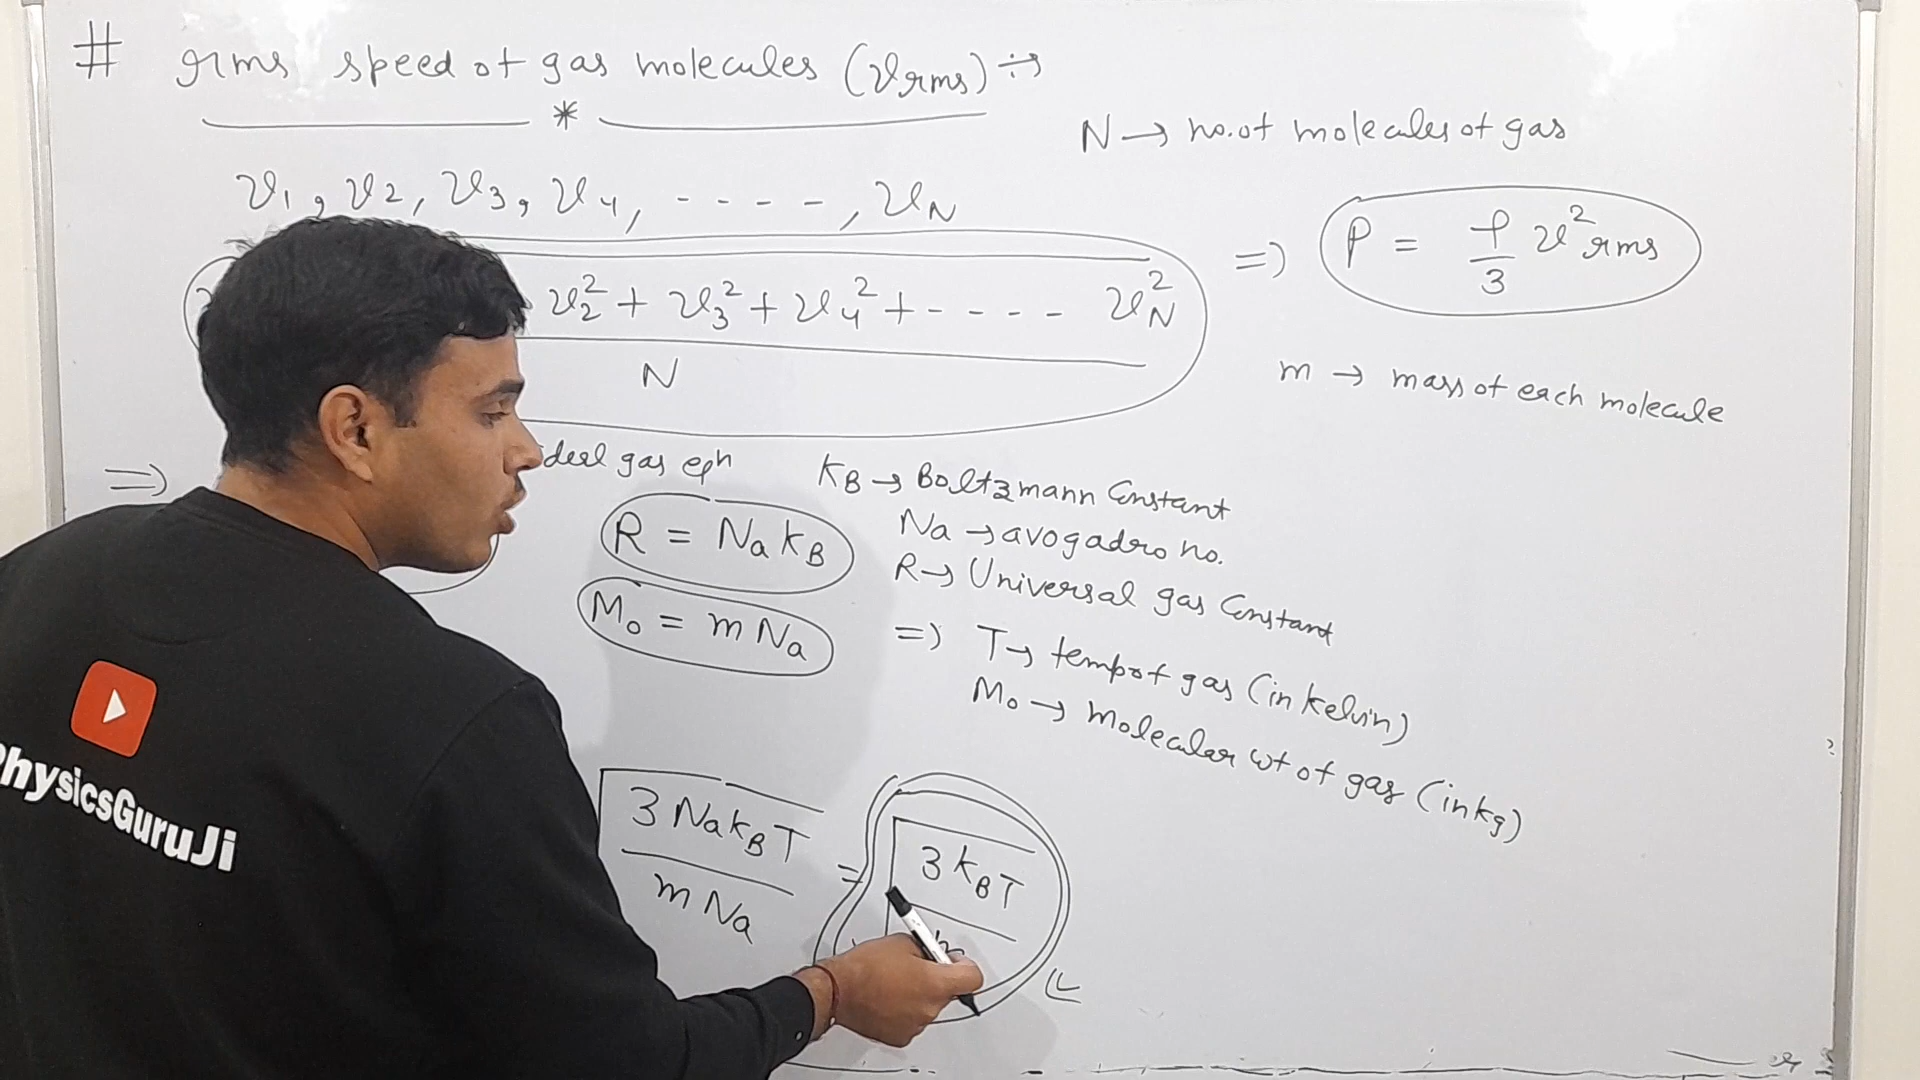 # rms speed of gas molecules (vrms) ÷→
*
N → no. of molecules of gas
v1, v2, v3, v4, - - - - -, vN
v2² + v3² + v4² + - - - - vN²
N
=> P = ρ/3 v²rms
m → mass of each molecule
=> deal gas eqn
KB → Boltzmann Constant
R = Na KB
Na → avogadro no.
R → Universal gas Constant
M0 = m Na
=> T → temp of gas (in kelvin)
M0 → molecular wt of gas (in kg)
3 Na KB T / m Na = 3 KB T / m
PhysicsGuruJi